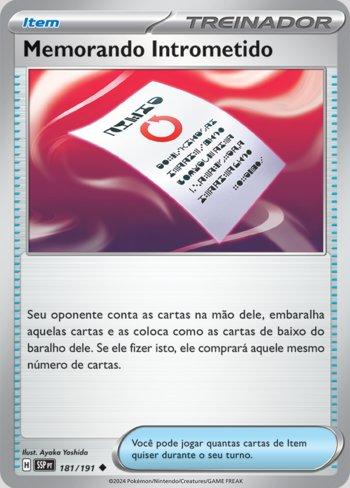 Item
TREINADOR
Memorando Intrometido
Seu oponente conta as cartas na mão dele, embaralha
aquelas cartas e as coloca como as cartas de baixo do
baralho dele. Se ele fizer isto, ele comprará aquele mesmo
número de cartas.
Ilust. Ayaka Yoshida
H SSP PT 181/191
Você pode jogar quantas cartas de Item
quiser durante o seu turno.
©2024 Pokémon/Nintendo/Creatures/GAME FREAK